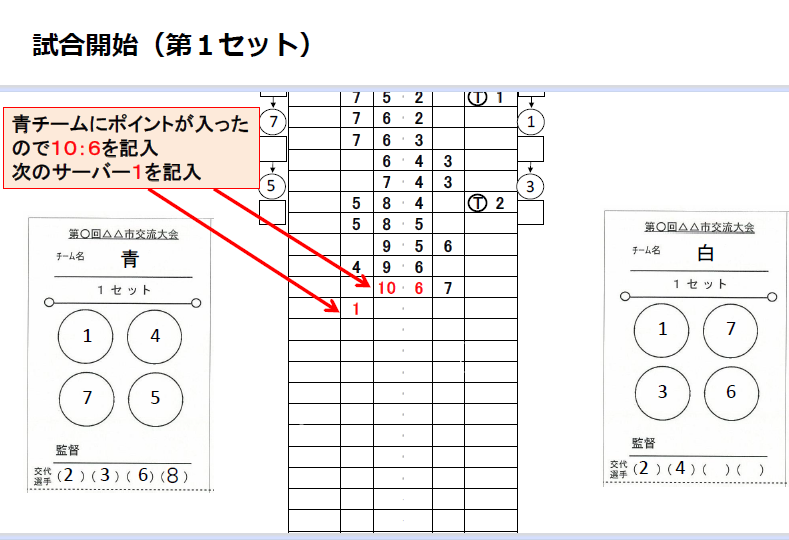 試合開始（第１セット）
青チームにポイントが入った
ので１０：６を記入
次のサーバー１を記入
7
5
1
3
7 5 ・ 2 Ⓣ 1
7 6 ・ 2
7 6 ・ 3
6 ・ 4 3
7 ・ 4 3
5 8 ・ 4 Ⓣ 2
5 8 ・ 5
9 ・ 5 6
4 9 ・ 6
10 ・ 6 7
1
第〇回△△市交流大会
ﾁｰﾑ名 青
１ セ ッ ト
1 4
7 5
監督
交代選手 (2) (3) (6) (8)
第〇回△△市交流大会
ﾁｰﾑ名 白
１ セ ッ ト
1 7
3 6
監督
交代選手 (2) (4) ( ) ( )